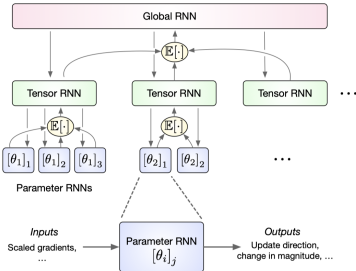 Global RNN
𝔼[·]
Tensor RNN Tensor RNN Tensor RNN ...
𝔼[·] 𝔼[·]
[θ₁]₁ [θ₁]₂ [θ₁]₃ [θ₂]₁ [θ₂]₂ ...
Parameter RNNs
Inputs
Scaled gradients,
...
Parameter RNN
[θᵢ]ⱼ
Outputs
Update direction,
change in magnitude, ...